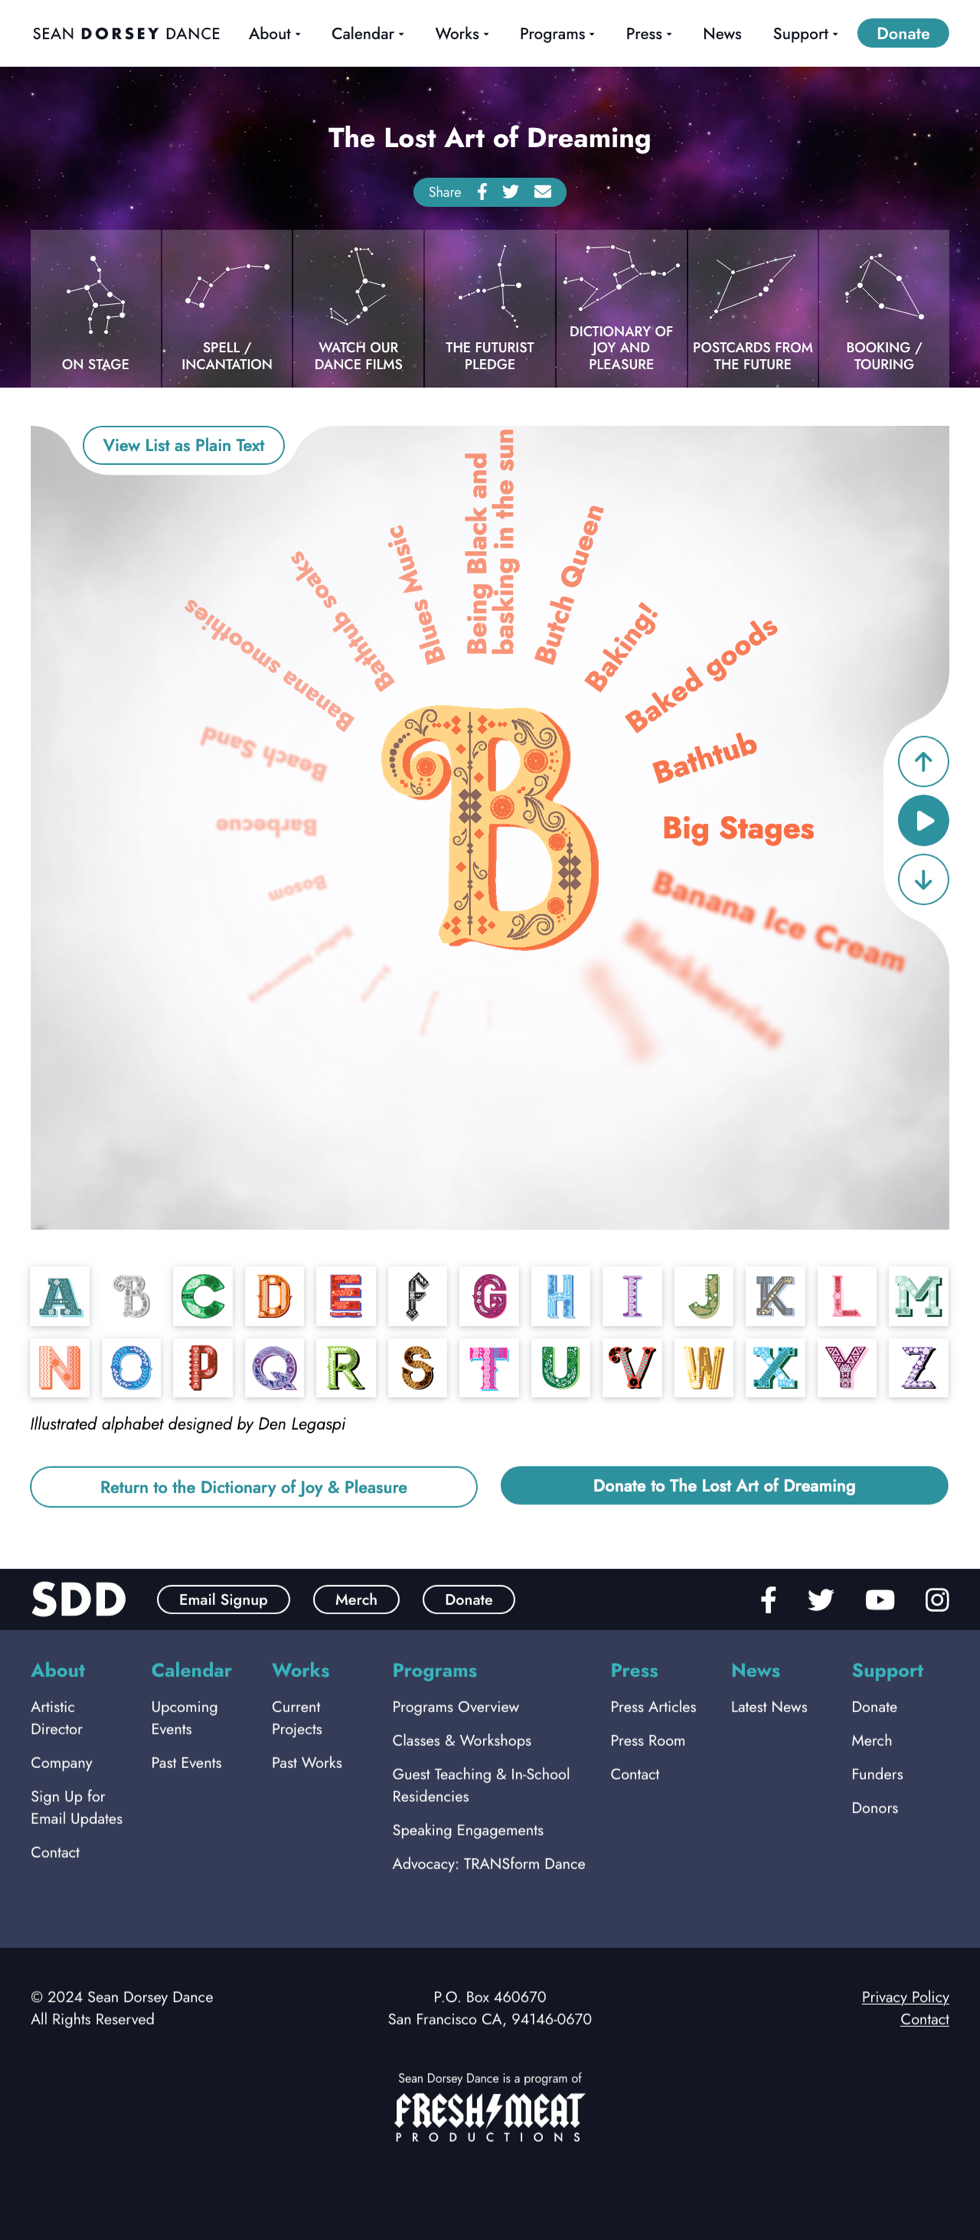 SEAN DORSEY DANCE
About
Calendar
Works
Programs
Press
News
Support
Donate
The Lost Art of Dreaming
Share
ON STAGE
SPELL /
INCANTATION
WATCH OUR
DANCE FILMS
THE FUTURIST
PLEDGE
DICTIONARY OF
JOY AND
PLEASURE
POSTCARDS FROM
THE FUTURE
BOOKING /
TOURING
View List as Plain Text
Being Black and
basking in the sun
Butch Queen
Baking!
Baked goods
Bathtub
Big Stages
Banana Ice Cream
Blackberries
Bosom
Barbecue
Beach Sand
Banana smoothies
Bathtub soaks
Blues Music
B
A B C D E F G H I J K L M
N O P Q R S T U V W X Y Z
Illustrated alphabet designed by Den Legaspi
Return to the Dictionary of Joy & Pleasure
Donate to The Lost Art of Dreaming
SDD
Email Signup
Merch
Donate
About
Artistic
Director
Company
Sign Up for
Email Updates
Contact
Calendar
Upcoming
Events
Past Events
Works
Current
Projects
Past Works
Programs
Programs Overview
Classes & Workshops
Guest Teaching & In-School
Residencies
Speaking Engagements
Advocacy: TRANSform Dance
Press
Press Articles
Press Room
Contact
News
Latest News
Support
Donate
Merch
Funders
Donors
© 2024 Sean Dorsey Dance
All Rights Reserved
P.O. Box 460670
San Francisco CA, 94146-0670
Privacy Policy
Contact
Sean Dorsey Dance is a program of
FRESH MEAT
PRODUCTIONS